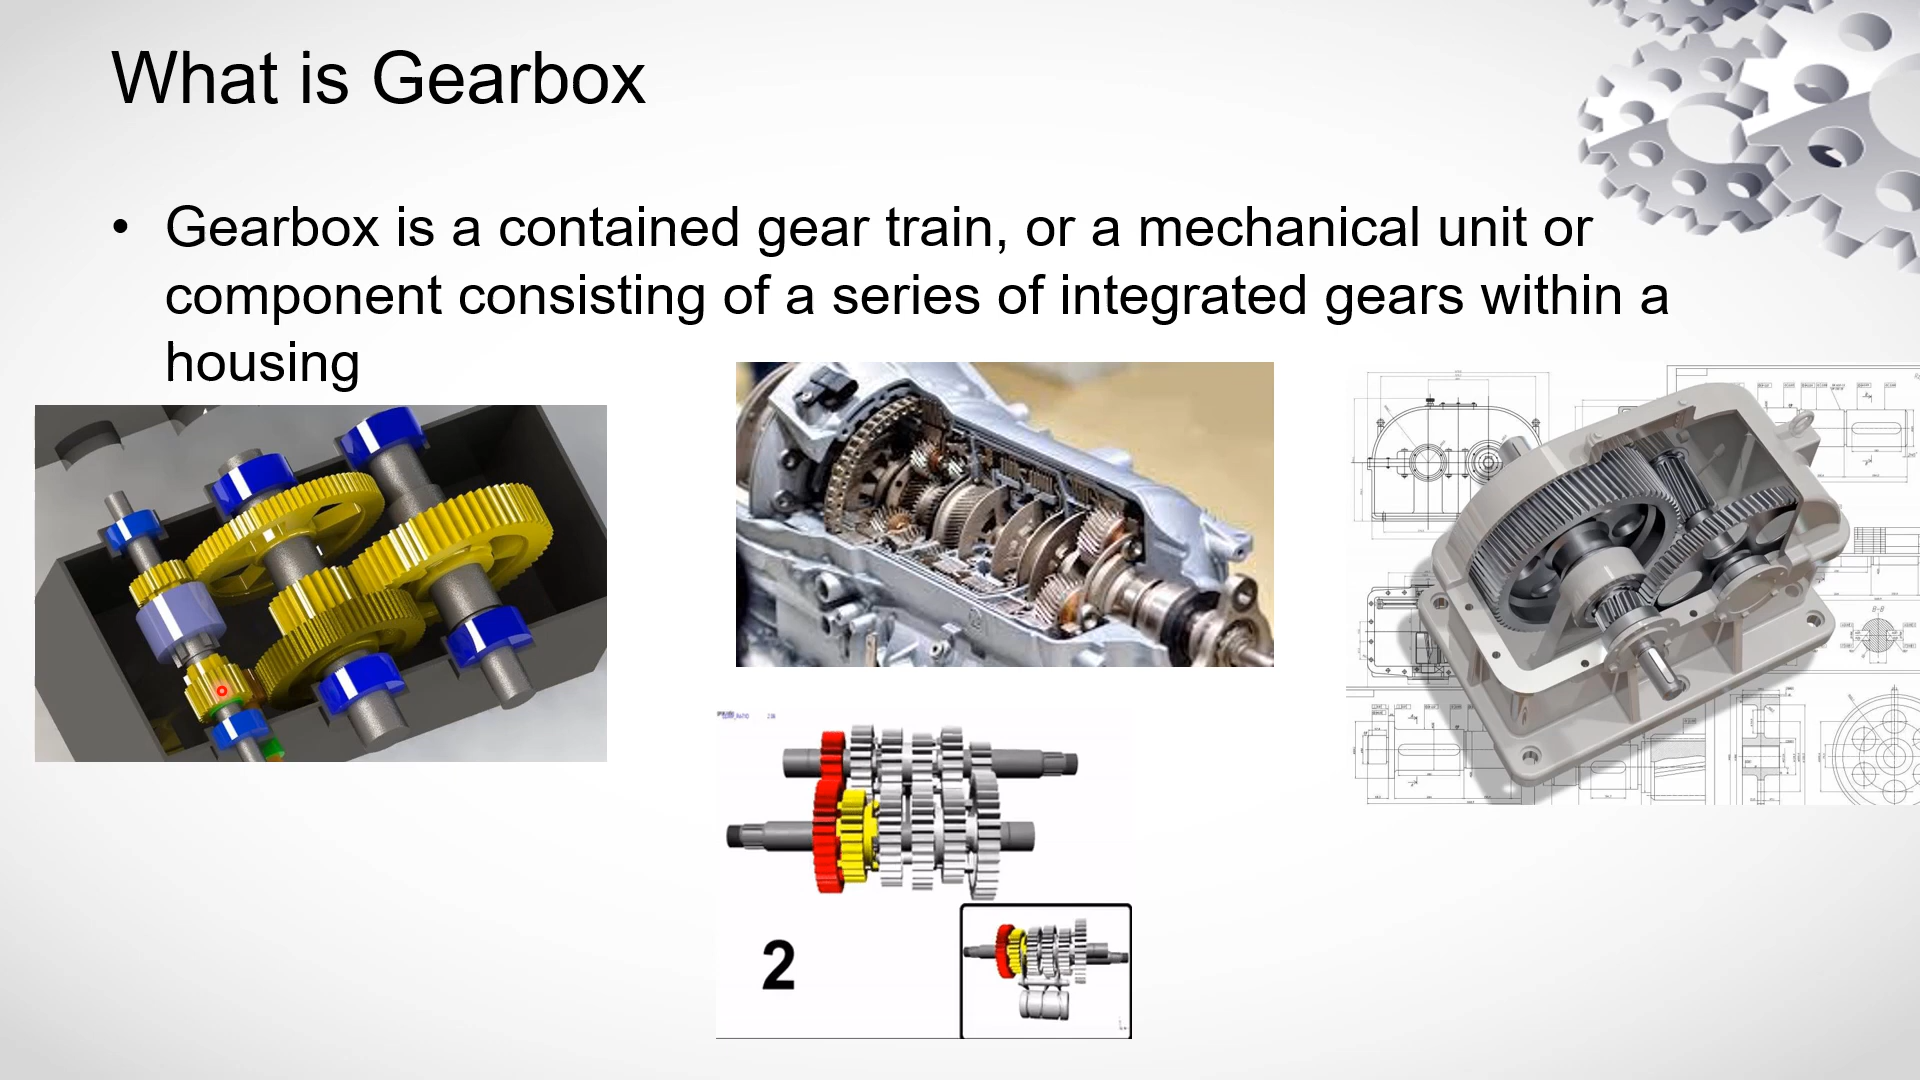 What is Gearbox
• Gearbox is a contained gear train, or a mechanical unit or
component consisting of a series of integrated gears within a
housing
2